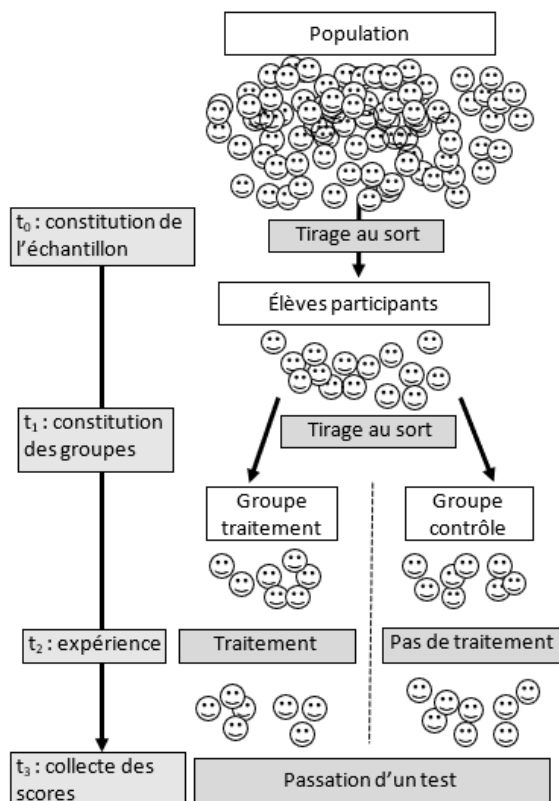 Population
t₀ : constitution de
l'échantillon
Tirage au sort
Élèves participants
t₁ : constitution
des groupes
Tirage au sort
Groupe
traitement
Groupe
contrôle
t₂ : expérience
Traitement
Pas de traitement
t₃ : collecte des
scores
Passation d'un test